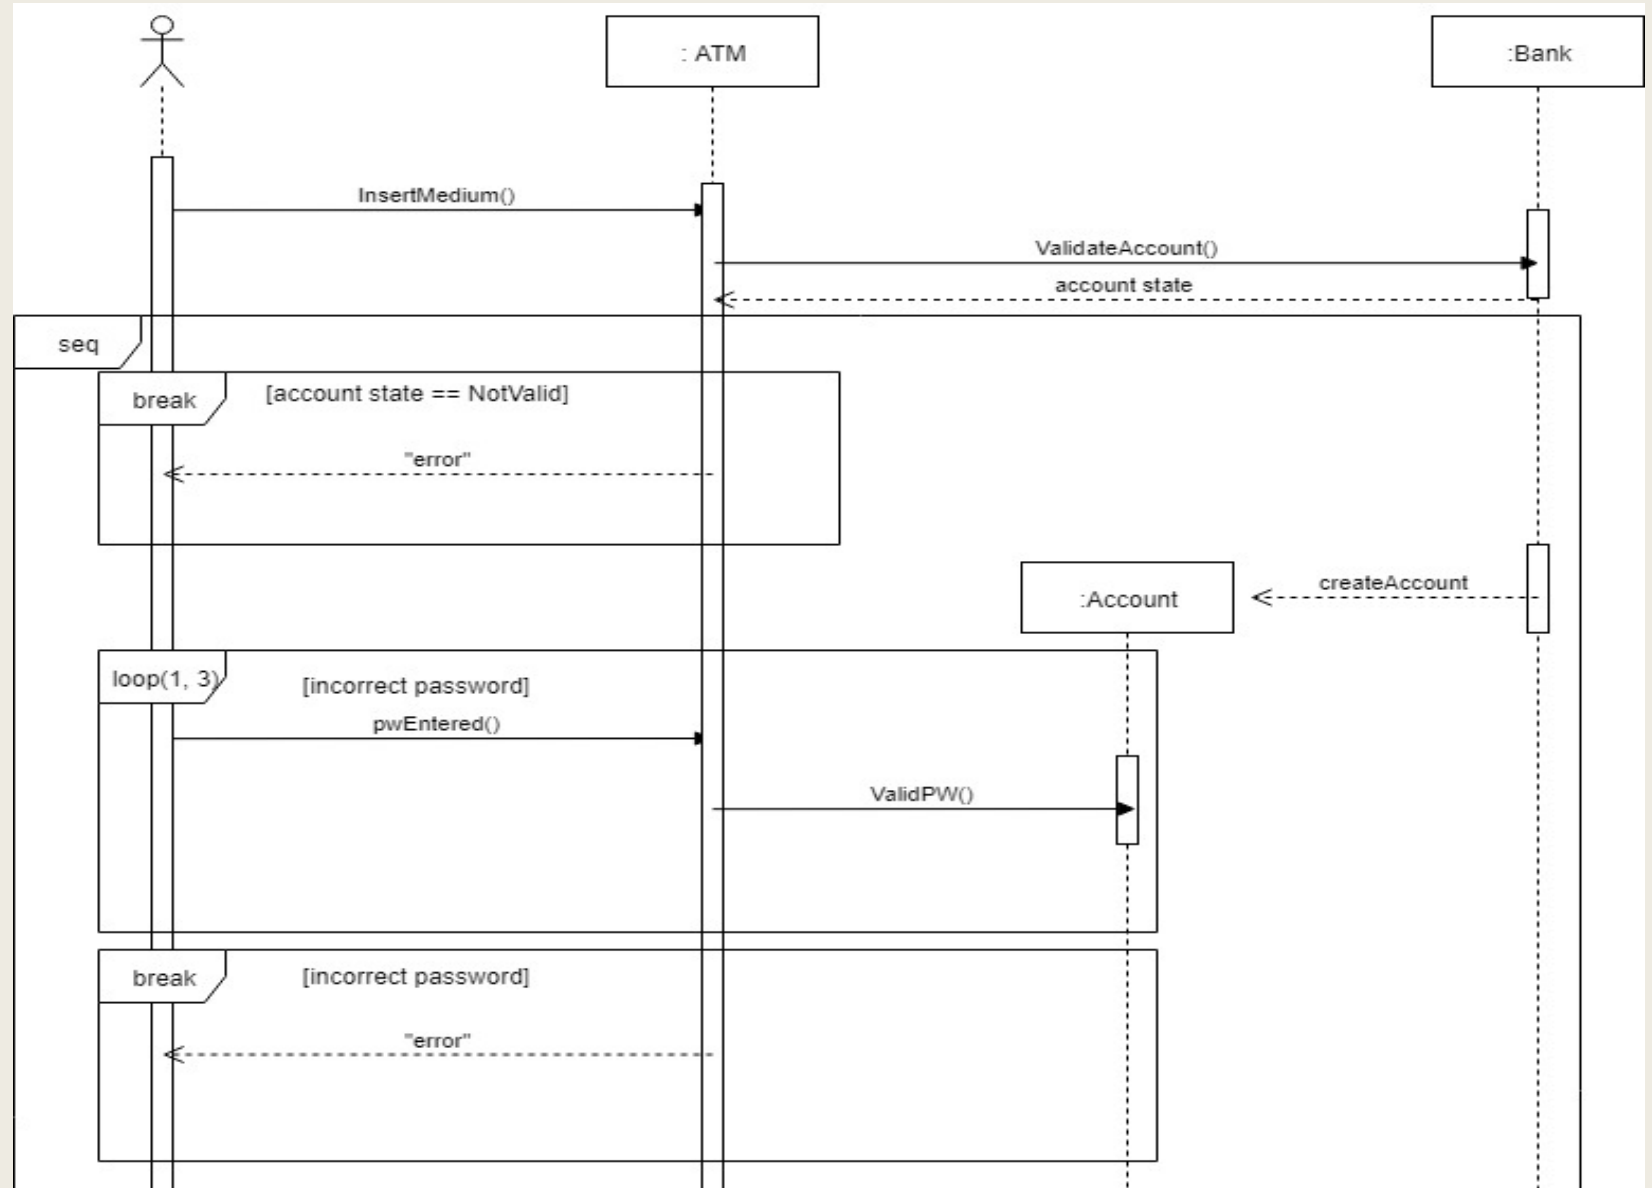 : ATM
:Bank
InsertMedium()
ValidateAccount()
account state
seq
break
[account state == NotValid]
"error"
:Account
createAccount
loop(1, 3)
[incorrect password]
pwEntered()
ValidPW()
break
[incorrect password]
"error"